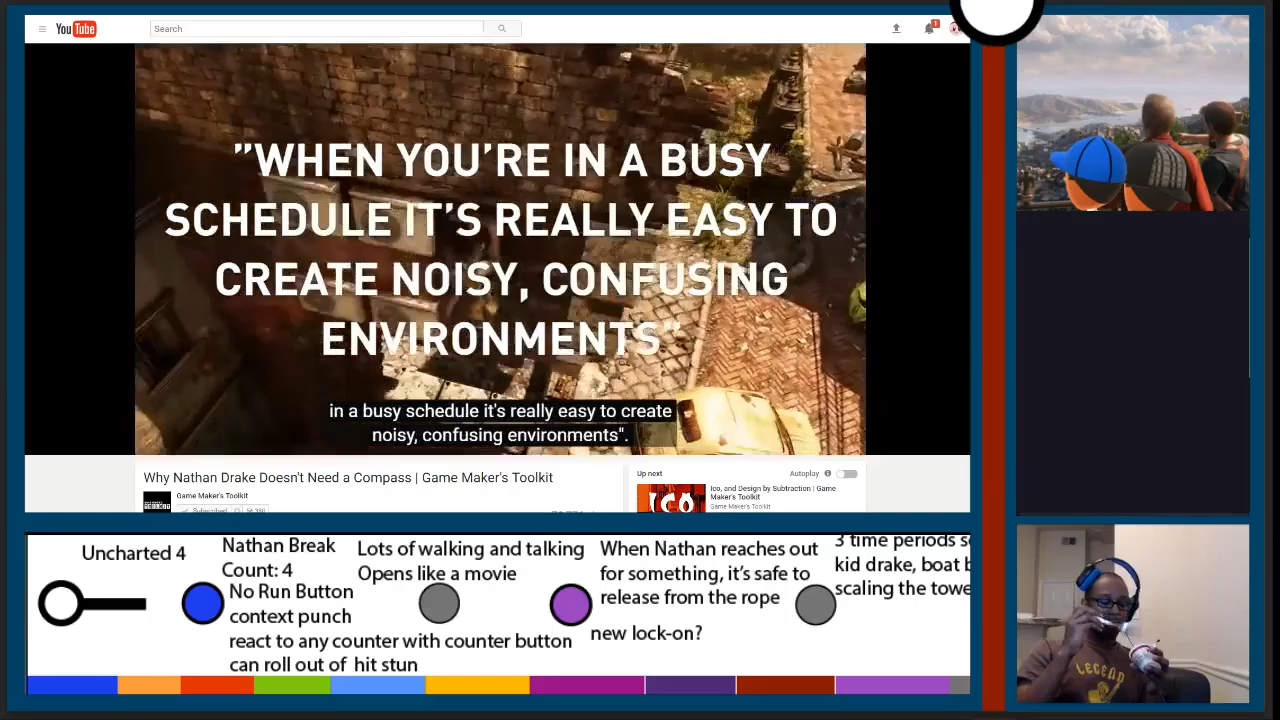 YouTube
Search
1
"WHEN YOU'RE IN A BUSY
SCHEDULE IT'S REALLY EASY TO
CREATE NOISY, CONFUSING
ENVIRONMENTS"
in a busy schedule it's really easy to create
noisy, confusing environments".
Why Nathan Drake Doesn't Need a Compass | Game Maker's Toolkit
Game Maker's Toolkit
Subscribed
Up next
Autoplay
ICO
Ico, and Design by Subtraction | Game
Maker's Toolkit
Game Maker's Toolkit
Uncharted 4
Nathan Break
Count: 4
No Run Button
context punch
react to any counter with counter button
can roll out of hit stun
Lots of walking and talking
Opens like a movie
When Nathan reaches out
for something, it's safe to
release from the rope
new lock-on?
3 time periods
kid drake, boat
scaling the
LEGEND